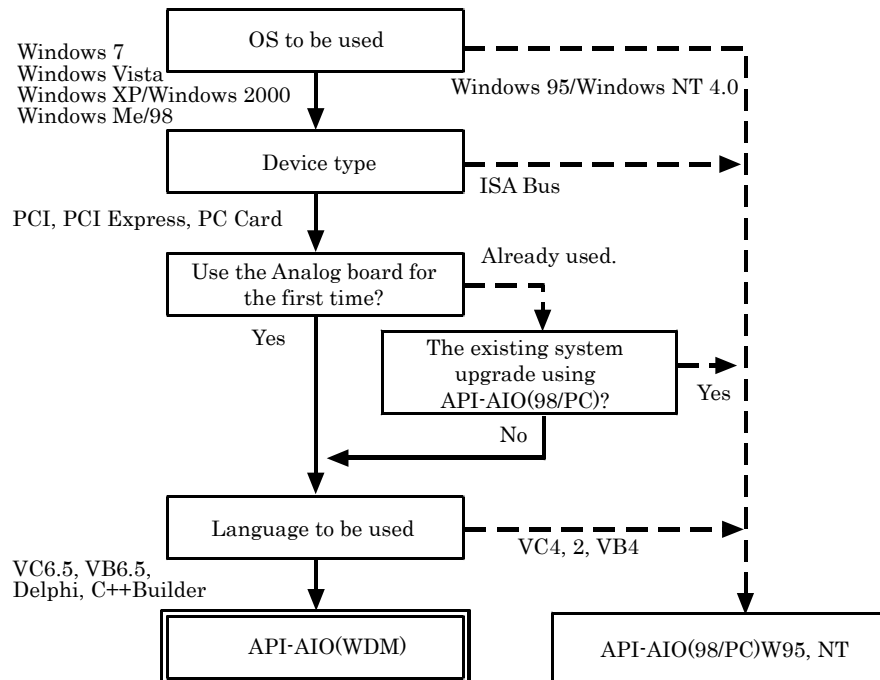 OS to be used
Windows 7
Windows Vista
Windows XP/Windows 2000
Windows Me/98
Windows 95/Windows NT 4.0
Device type
ISA Bus
PCI, PCI Express, PC Card
Use the Analog board for
the first time?
Already used.
Yes
The existing system
upgrade using
API-AIO(98/PC)?
Yes
No
Language to be used
VC4, 2, VB4
VC6.5, VB6.5,
Delphi, C++Builder
API-AIO(WDM)
API-AIO(98/PC)W95, NT